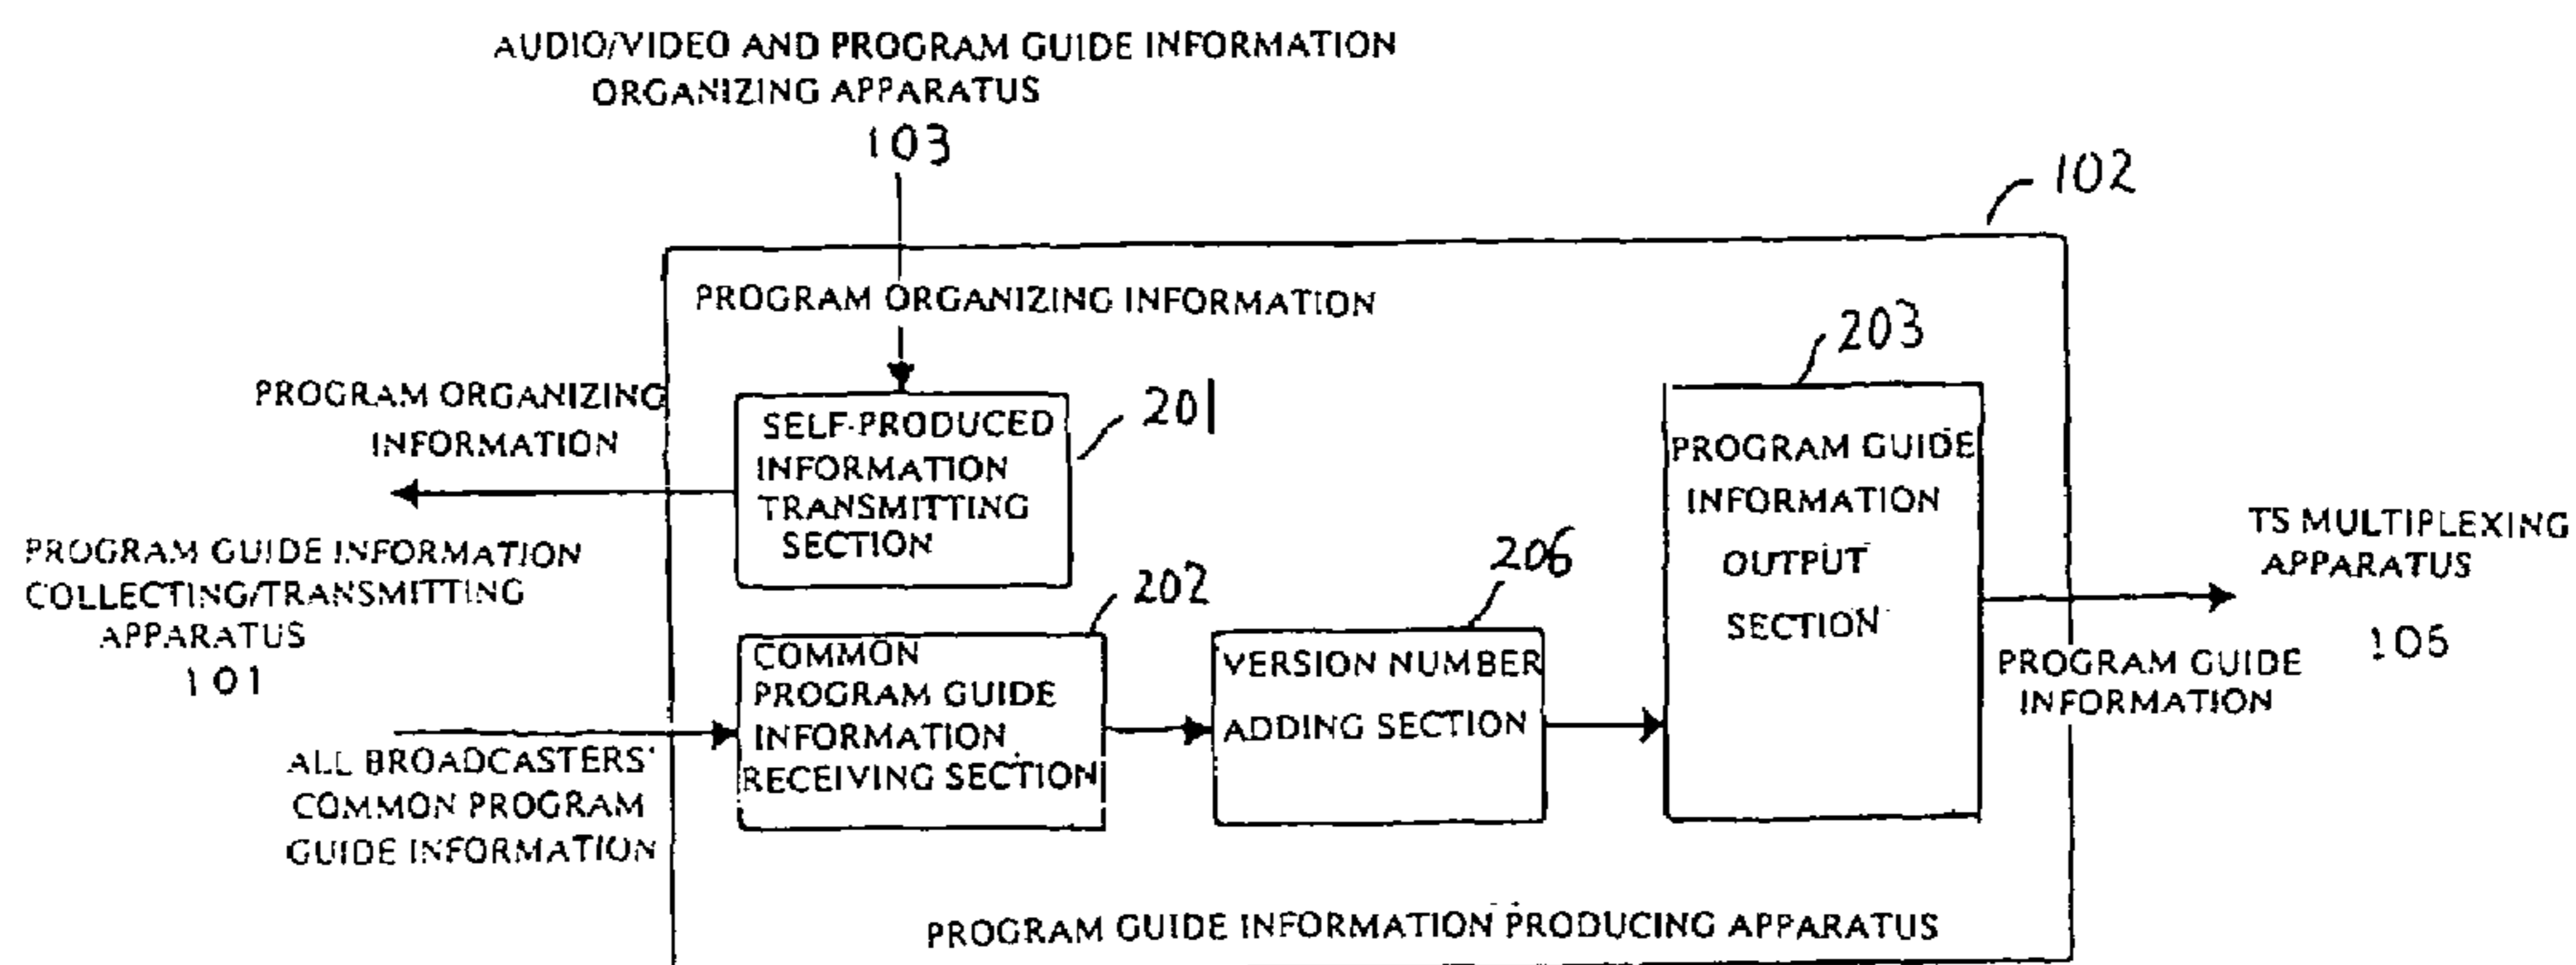 AUDIO/VIDEO AND PROGRAM GUIDE INFORMATION
ORGANIZING APPARATUS
103
102
PROGRAM ORGANIZING INFORMATION
203
PROGRAM ORGANIZING
INFORMATION
SELF-PRODUCED
INFORMATION
TRANSMITTING
SECTION
201
PROGRAM GUIDE
INFORMATION
OUTPUT
SECTION
PROGRAM GUIDE INFORMATION
COLLECTING/TRANSMITTING
APPARATUS
101
202
206
TS MULTIPLEXING
APPARATUS
105
COMMON
PROGRAM GUIDE
INFORMATION
RECEIVING SECTION
VERSION NUMBER
ADDING SECTION
PROGRAM GUIDE
INFORMATION
ALL BROADCASTERS'
COMMON PROGRAM
GUIDE INFORMATION
PROGRAM GUIDE INFORMATION PRODUCING APPARATUS